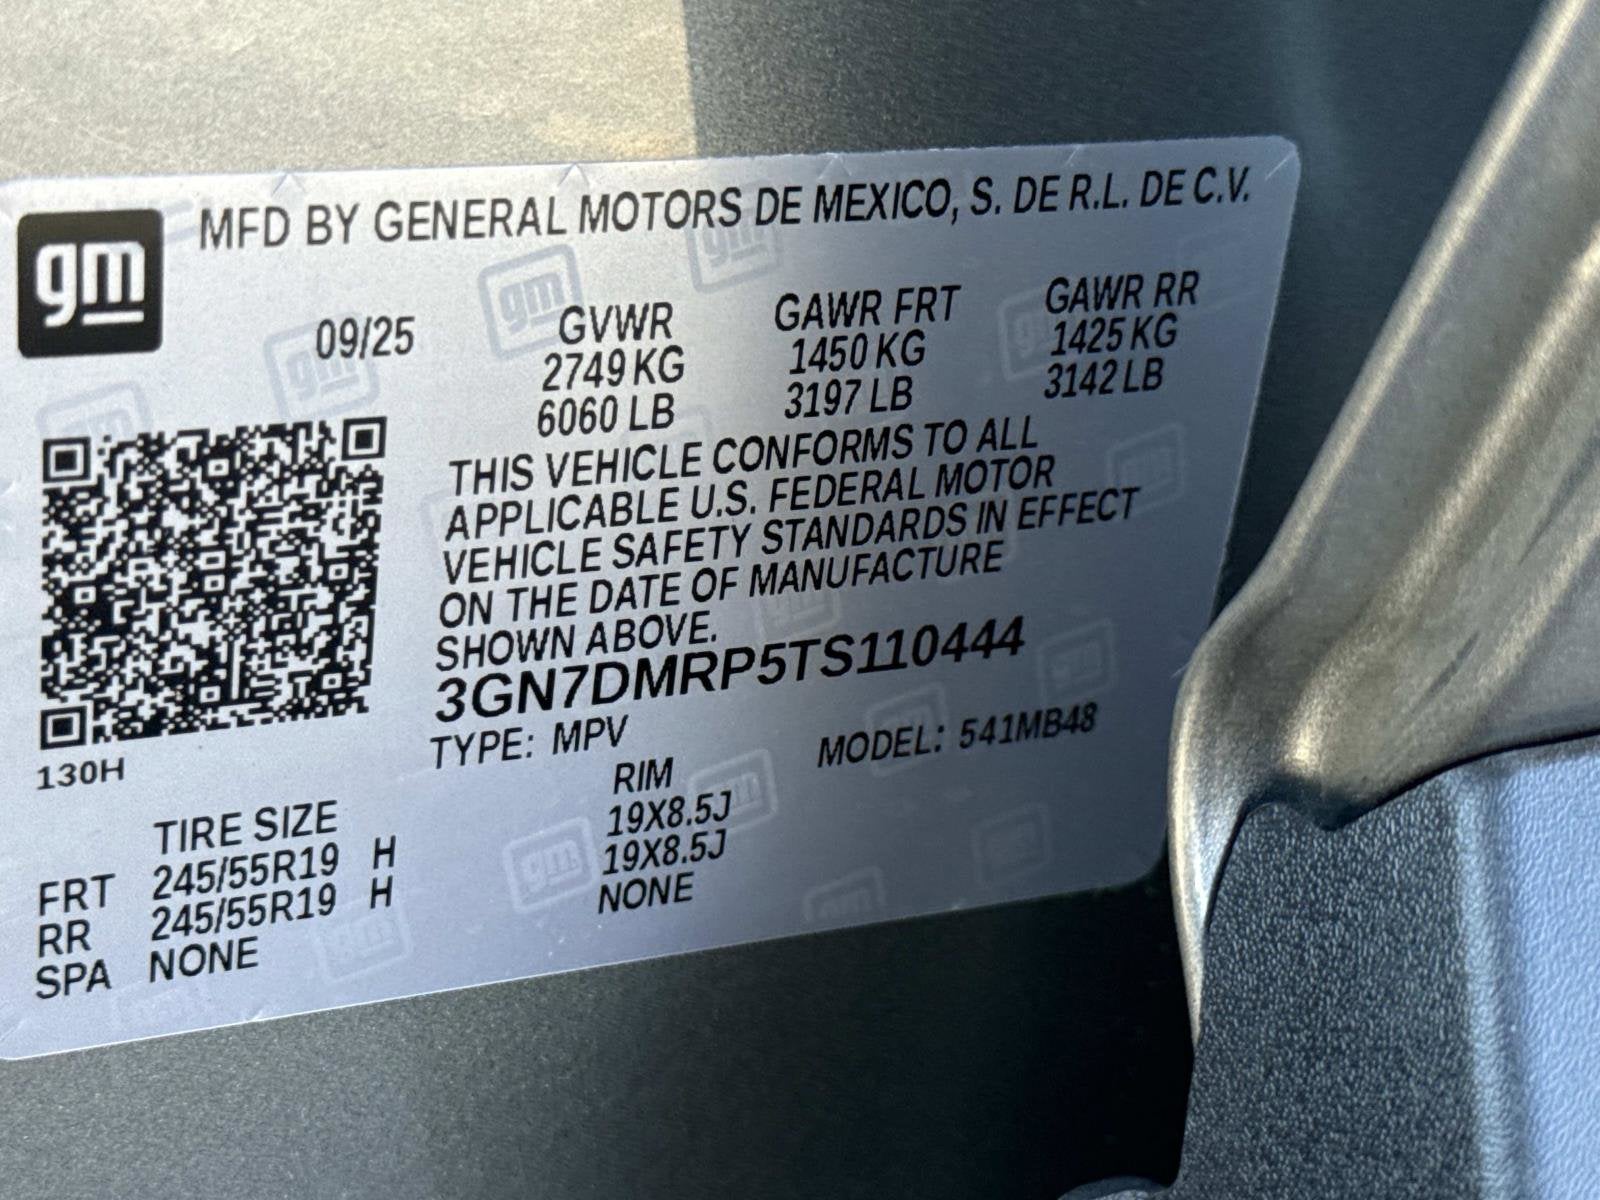 gm
MFD BY GENERAL MOTORS DE MEXICO, S. DE R.L. DE C.V.
09/25 GVWR GAWR FRT GAWR RR
2749 KG 1450 KG 1425 KG
6060 LB 3197 LB 3142 LB
THIS VEHICLE CONFORMS TO ALL
APPLICABLE U.S. FEDERAL MOTOR
VEHICLE SAFETY STANDARDS IN EFFECT
ON THE DATE OF MANUFACTURE
SHOWN ABOVE.
3GN7DMRP5TS110444
TYPE: MPV MODEL: 541MB48
130H
TIRE SIZE RIM
FRT 245/55R19 H 19X8.5J
RR 245/55R19 H 19X8.5J
SPA NONE NONE